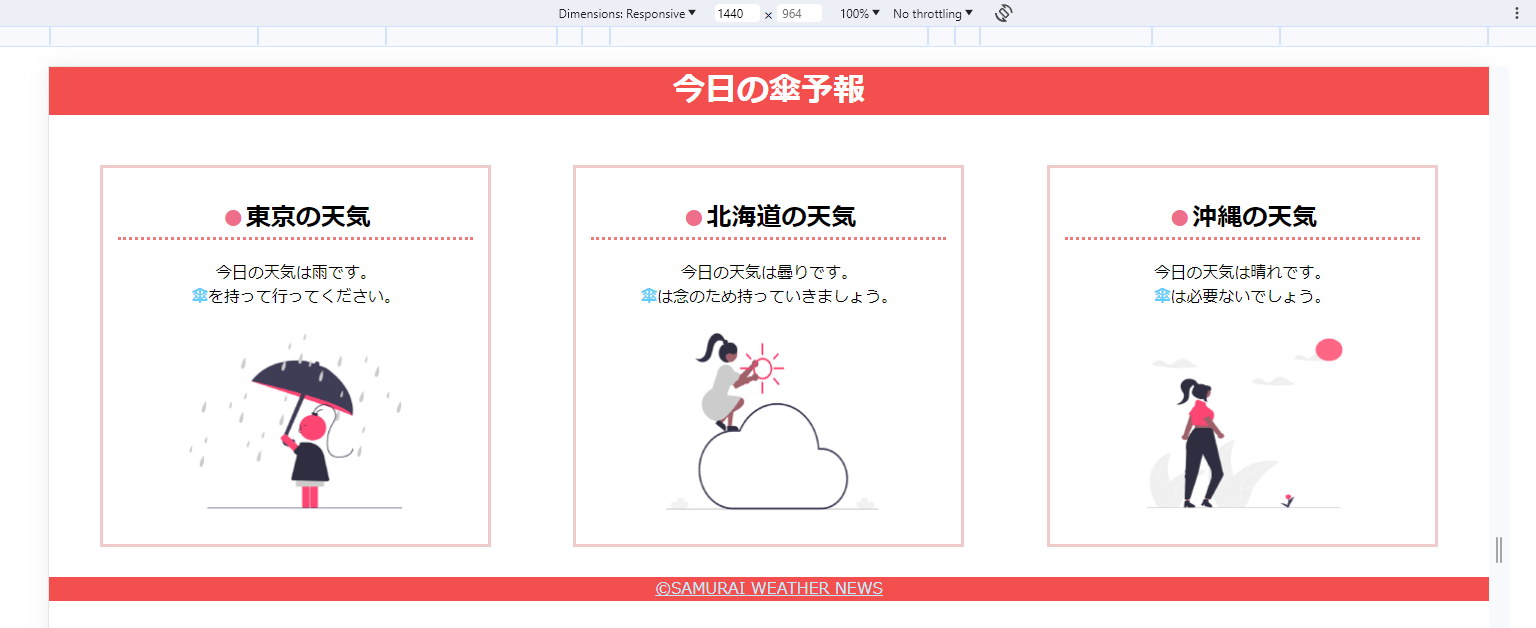 Dimensions: Responsive 1440 x 964 100% No throttling
今日の傘予報
東京の天気
今日の天気は雨です。
傘を持って行ってください。
北海道の天気
今日の天気は曇りです。
傘は念のため持っていきましょう。
沖縄の天気
今日の天気は晴れです。
傘は必要ないでしょう。
©SAMURAI WEATHER NEWS